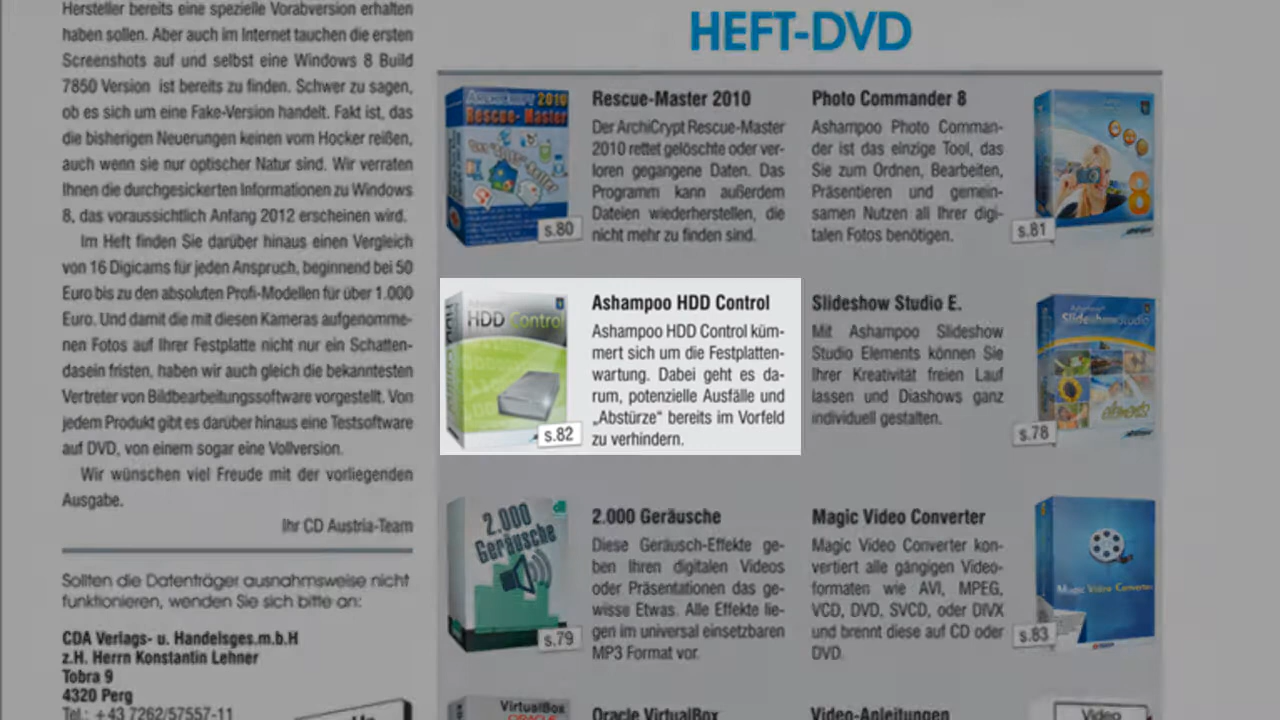 Hersteller bereits eine spezielle Vorabversion erhalten
haben sollen. Aber auch im Internet tauchen die ersten
Screenshots auf und selbst eine Windows 8 Build
7850 Version ist bereits zu finden. Schwer zu sagen,
ob es sich um eine Fake-Version handelt. Fakt ist, das
die bisherigen Neuerungen keinen vom Hocker reißen,
auch wenn sie nur optischer Natur sind. Wir verraten
Ihnen die durchgesickerten Informationen zu Windows
8, das voraussichtlich Anfang 2012 erscheinen wird.
Im Heft finden Sie darüber hinaus einen Vergleich
von 16 Digicams für jeden Anspruch, beginnend bei 50
Euro bis zu den absoluten Profi-Modellen für über 1.000
Euro. Und damit die mit diesen Kameras aufgenomme-
nen Fotos auf Ihrer Festplatte nicht nur ein Schatten-
dasein fristen, haben wir auch gleich die bekanntesten
Vertreter von Bildbearbeitungssoftware vorgestellt. Von
jedem Produkt gibt es darüber hinaus eine Testsoftware
auf DVD, von einem sogar eine Vollversion.
Wir wünschen viel Freude mit der vorliegenden
Ausgabe.
Ihr CD Austria-Team
Sollten die Datenträger ausnahmsweise nicht
funktionieren, wenden Sie sich bitte an:
CDA Verlags- u. Handelsges.m.b.H
z.H. Herrn Konstantin Lehner
Tobra 9
4320 Perg
Tel.: +43 7262/57557-11
HEFT-DVD
ARCHICRYPT 2010
Rescue-Master
s.80
Rescue-Master 2010
Der ArchiCrypt Rescue-Master
2010 rettet gelöschte oder ver-
loren gegangene Daten. Das
Programm kann außerdem
Dateien wiederherstellen, die
nicht mehr zu finden sind.
Photo Commander 8
Ashampoo Photo Comman-
der ist das einzige Tool, das
Sie zum Ordnen, Bearbeiten,
Präsentieren und gemein-
samen Nutzen all Ihrer digi-
talen Fotos benötigen.
8
s.81
HDD Control
s.82
Ashampoo HDD Control
Ashampoo HDD Control küm-
mert sich um die Festplatten-
wartung. Dabei geht es da-
rum, potenzielle Ausfälle und
„Abstürze“ bereits im Vorfeld
zu verhindern.
Slideshow Studio E.
Mit Ashampoo Slideshow
Studio Elements können Sie
Ihrer Kreativität freien Lauf
lassen und Diashows ganz
individuell gestalten.
SlideshowStudio
elements
s.78
2.000
Geräusche
s.79
2.000 Geräusche
Diese Geräusch-Effekte ge-
ben Ihren digitalen Videos
oder Präsentationen das ge-
wisse Etwas. Alle Effekte lie-
gen im universal einsetzbaren
MP3 Format vor.
Magic Video Converter
Magic Video Converter kon-
vertiert alle gängigen Video-
formaten wie AVI, MPEG,
VCD, DVD, SVCD, oder DIVX
und brennt diese auf CD oder
DVD.
Magic Video Converter
s.83
VirtualBox
ORACLE
Oracle VirtualBox
Video-Anleitungen
Video